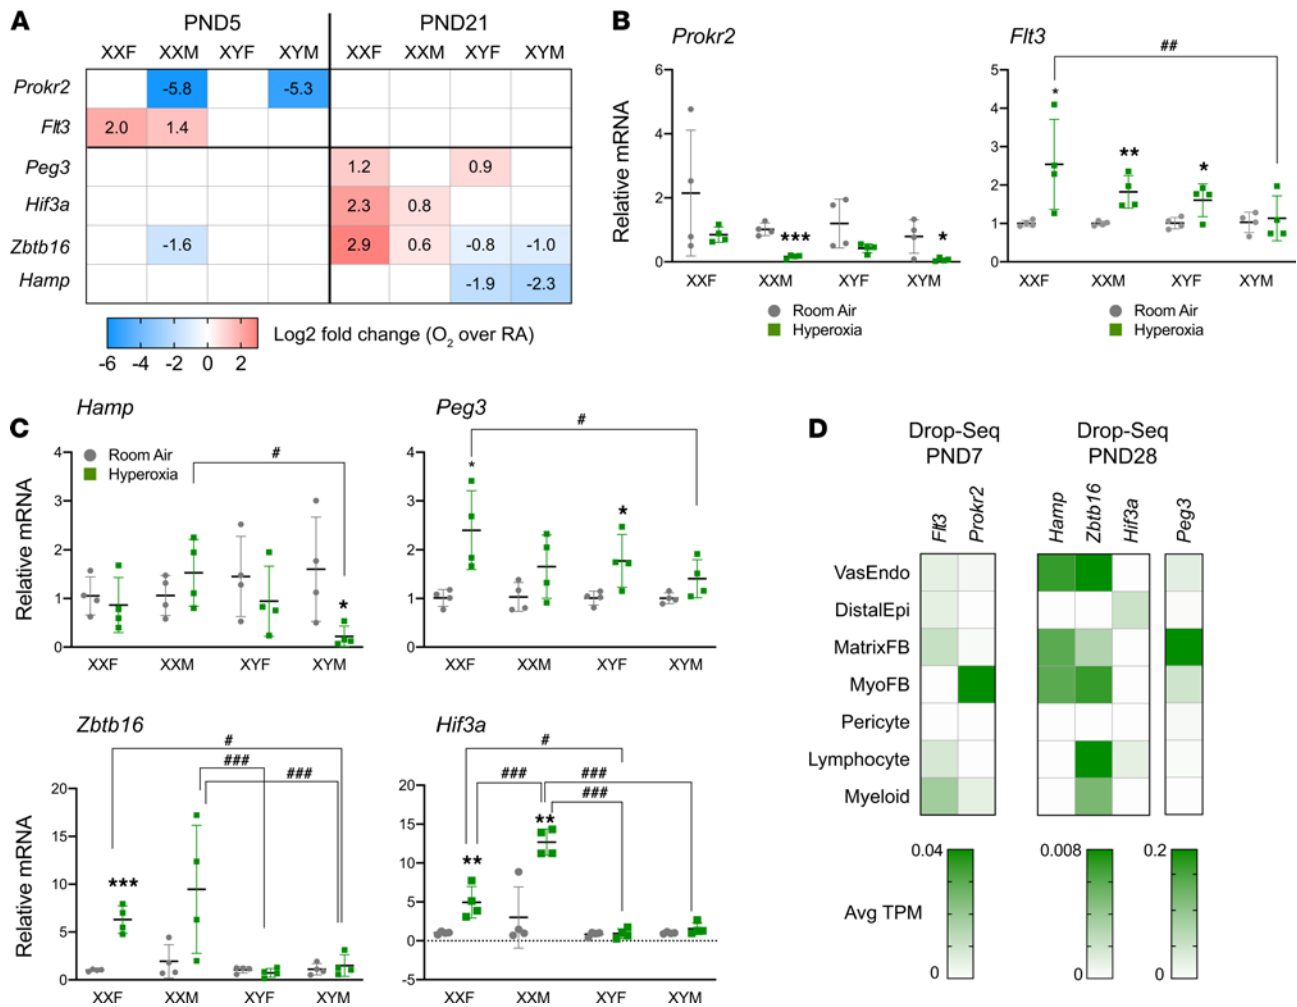 A
PND5
PND21
XXF XXM XYF XYM XXF XXM XYF XYM
Prokr2 -5.8 -5.3
Flt3 2.0 1.4
Peg3 1.2 0.9
Hif3a 2.3 0.8
Zbtb16 -1.6 2.9 0.6 -0.8 -1.0
Hamp -1.9 -2.3
Log2 fold change (O2 over RA)
-6 -4 -2 0 2
B
Prokr2
Relative mRNA
6
4
2
0
***
*
XXF XXM XYF XYM
Room Air
Hyperoxia
Flt3
##
5
4
3
2
1
0
*
**
*
XXF XXM XYF XYM
Room Air
Hyperoxia
C
Hamp
Relative mRNA
4
3
2
1
0
Room Air
Hyperoxia
#
*
XXF XXM XYF XYM
Peg3
#
4
3
2
1
0
*
*
XXF XXM XYF XYM
Zbtb16
Relative mRNA
#
###
###
20
15
10
5
0
***
XXF XXM XYF XYM
Hif3a
#
###
###
###
20
15
10
5
0
-5
**
**
XXF XXM XYF XYM
D
Drop-Seq
PND7
Drop-Seq
PND28
Flt3 Prokr2 Hamp Zbtb16 Hif3a Peg3
VasEndo
DistalEpi
MatrixFB
MyoFB
Pericyte
Lymphocyte
Myeloid
Avg TPM
0.04
0
0.008
0
0.2
0